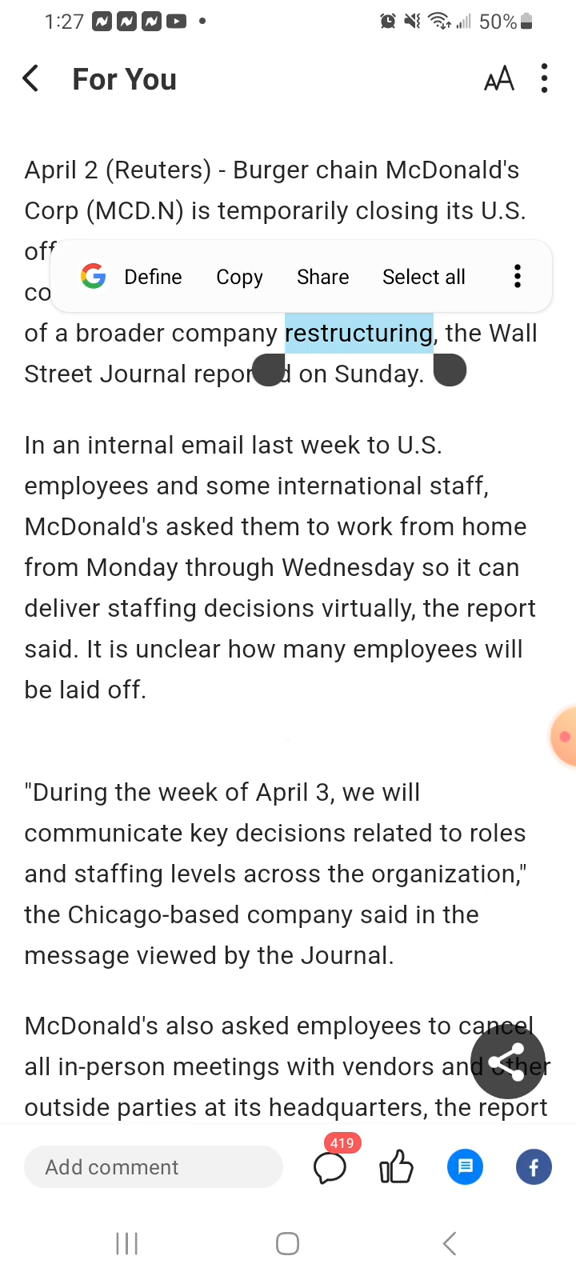 1:27
50%
For You
AA
April 2 (Reuters) - Burger chain McDonald's
Corp (MCD.N) is temporarily closing its U.S.
Define Copy Share Select all
of a broader company restructuring, the Wall
Street Journal on Sunday.
In an internal email last week to U.S.
employees and some international staff,
McDonald's asked them to work from home
from Monday through Wednesday so it can
deliver staffing decisions virtually, the report
said. It is unclear how many employees will
be laid off.
"During the week of April 3, we will
communicate key decisions related to roles
and staffing levels across the organization,"
the Chicago-based company said in the
message viewed by the Journal.
McDonald's also asked employees to cancel
all in-person meetings with vendors and other
outside parties at its headquarters, the report
Add comment
419
f